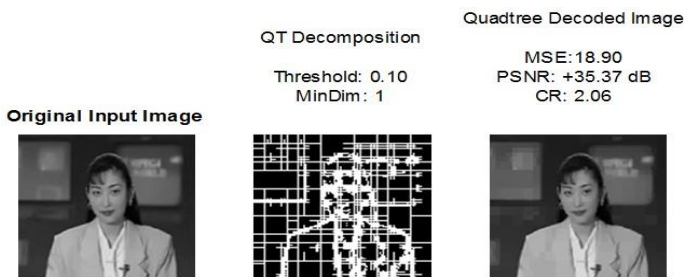 Original Input Image
QT Decomposition
Threshold: 0.10
MinDim: 1
Quadtree Decoded Image
MSE:18.90
PSNR: +35.37 dB
CR: 2.06